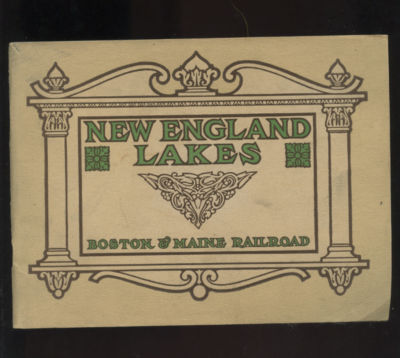 NEW ENGLAND
LAKES
BOSTON & MAINE RAILROAD